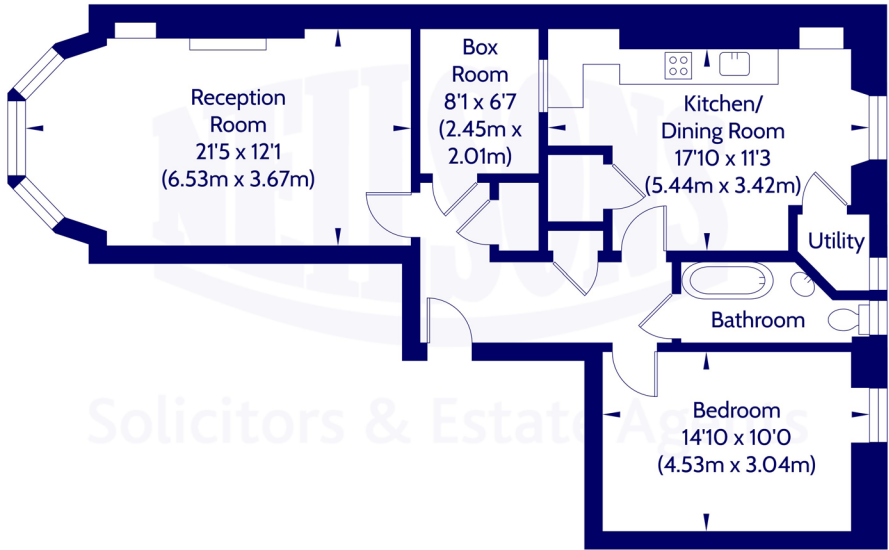 Reception
Room
21'5 x 12'1
(6.53m x 3.67m)
Box
Room
8'1 x 6'7
(2.45m x
2.01m)
Kitchen/
Dining Room
17'10 x 11'3
(5.44m x 3.42m)
Utility
Bathroom
Bedroom
14'10 x 10'0
(4.53m x 3.04m)
NEILSONS
Solicitors & Estate Agents